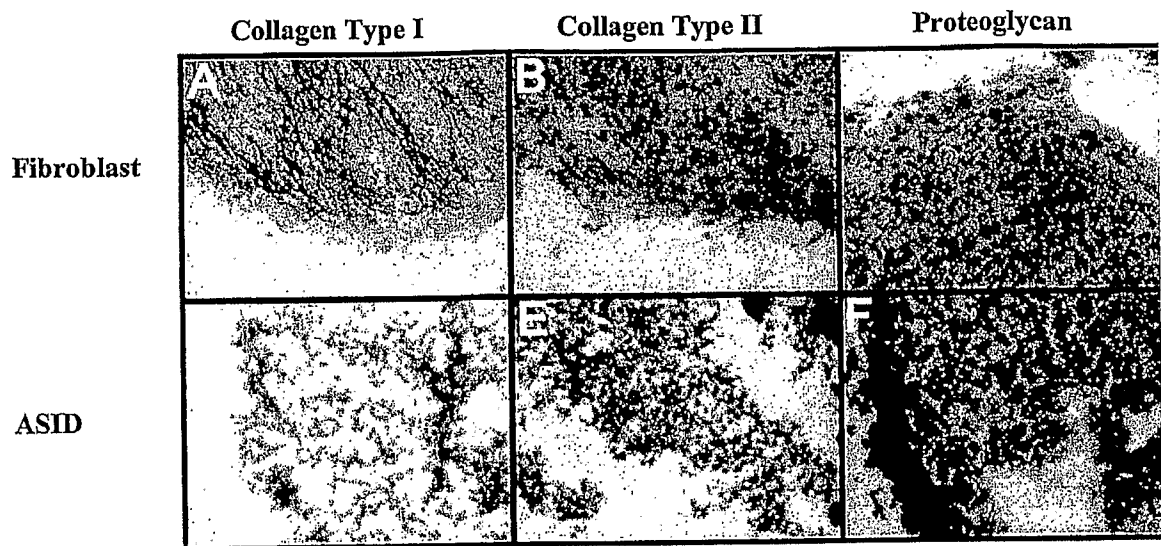 Collagen Type I Collagen Type II Proteoglycan
Fibroblast
A B
ASID
E F